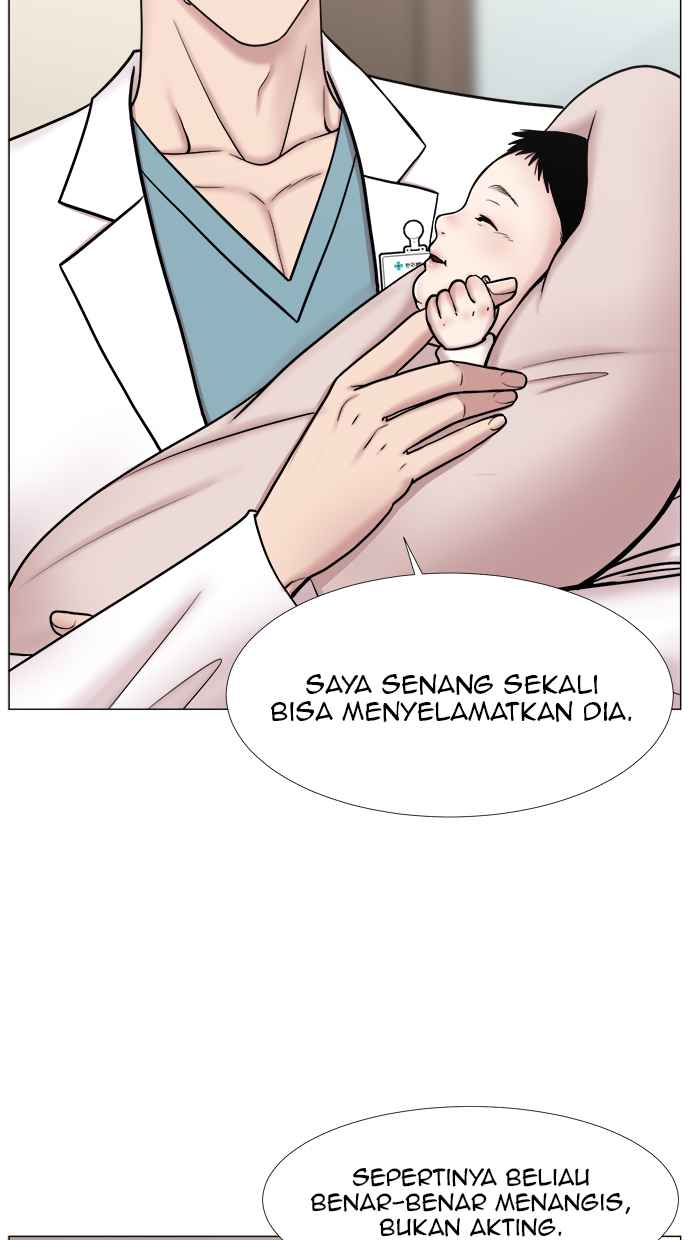 SAYA SENANG SEKALI
BISA MENYELAMATKAN DIA.
SEPERTINYA BELIAU
BENAR-BENAR MENANGIS,
BUKAN AKTING.